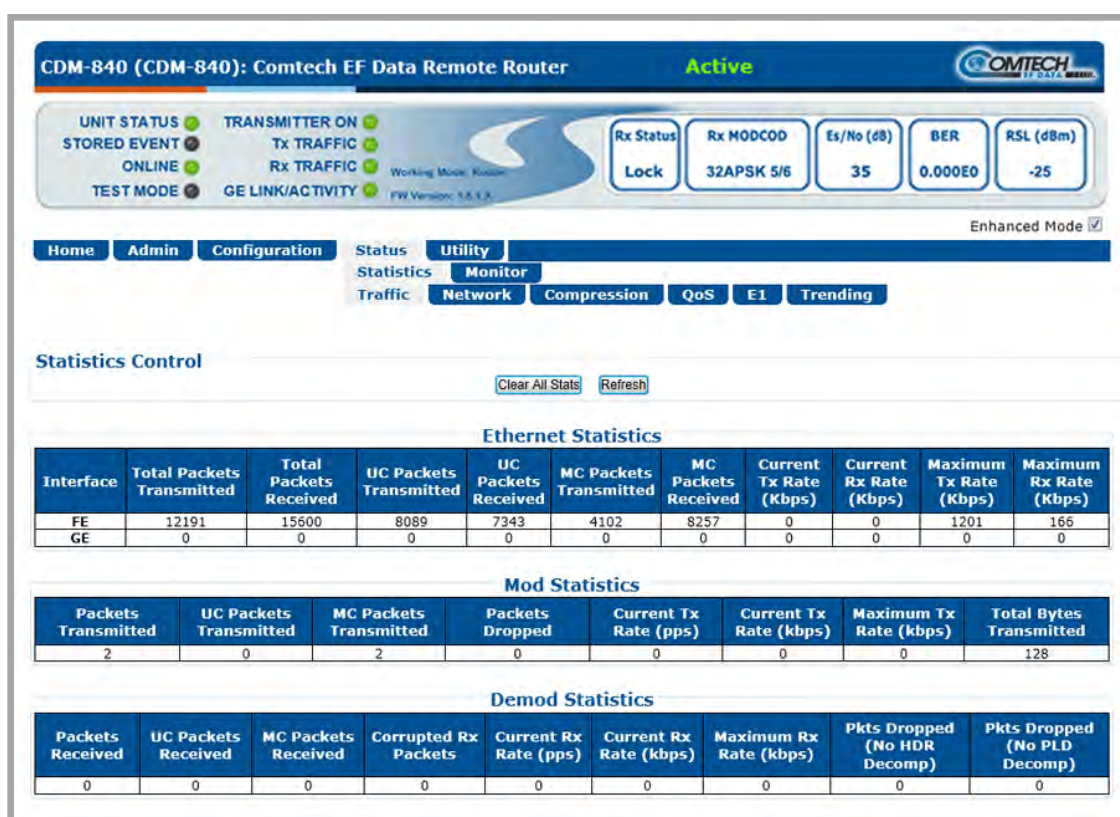 CDM-840 (CDM-840): Comtech EF Data Remote Router Active COMTECH EF DATA
UNIT STATUS TRANSMITTER ON
STORED EVENT Tx TRAFFIC
ONLINE Rx TRAFFIC Working Mode: Router
TEST MODE GE LINK/ACTIVITY FW Version:
Rx Status Rx MODCOD Es/No (dB) BER RSL (dBm)
Lock 32APSK 5/6 35 0.000E0 -25
Enhanced Mode
Home Admin Configuration Status Utility
Statistics Monitor
Traffic Network Compression QoS E1 Trending
Statistics Control
Clear All Stats Refresh
Ethernet Statistics
Interface Total Packets Transmitted Total Packets Received UC Packets Transmitted UC Packets Received MC Packets Transmitted MC Packets Received Current Tx Rate (Kbps) Current Rx Rate (Kbps) Maximum Tx Rate (Kbps) Maximum Rx Rate (Kbps)
FE 12191 15600 8089 7343 4102 8257 0 0 1201 166
GE 0 0 0 0 0 0 0 0 0 0
Mod Statistics
Packets Transmitted UC Packets Transmitted MC Packets Transmitted Packets Dropped Current Tx Rate (pps) Current Tx Rate (kbps) Maximum Tx Rate (kbps) Total Bytes Transmitted
2 0 2 0 0 0 0 128
Demod Statistics
Packets Received UC Packets Received MC Packets Received Corrupted Rx Packets Current Rx Rate (pps) Current Rx Rate (kbps) Maximum Rx Rate (kbps) Pkts Dropped (No HDR Decomp) Pkts Dropped (No PLD Decomp)
0 0 0 0 0 0 0 0 0